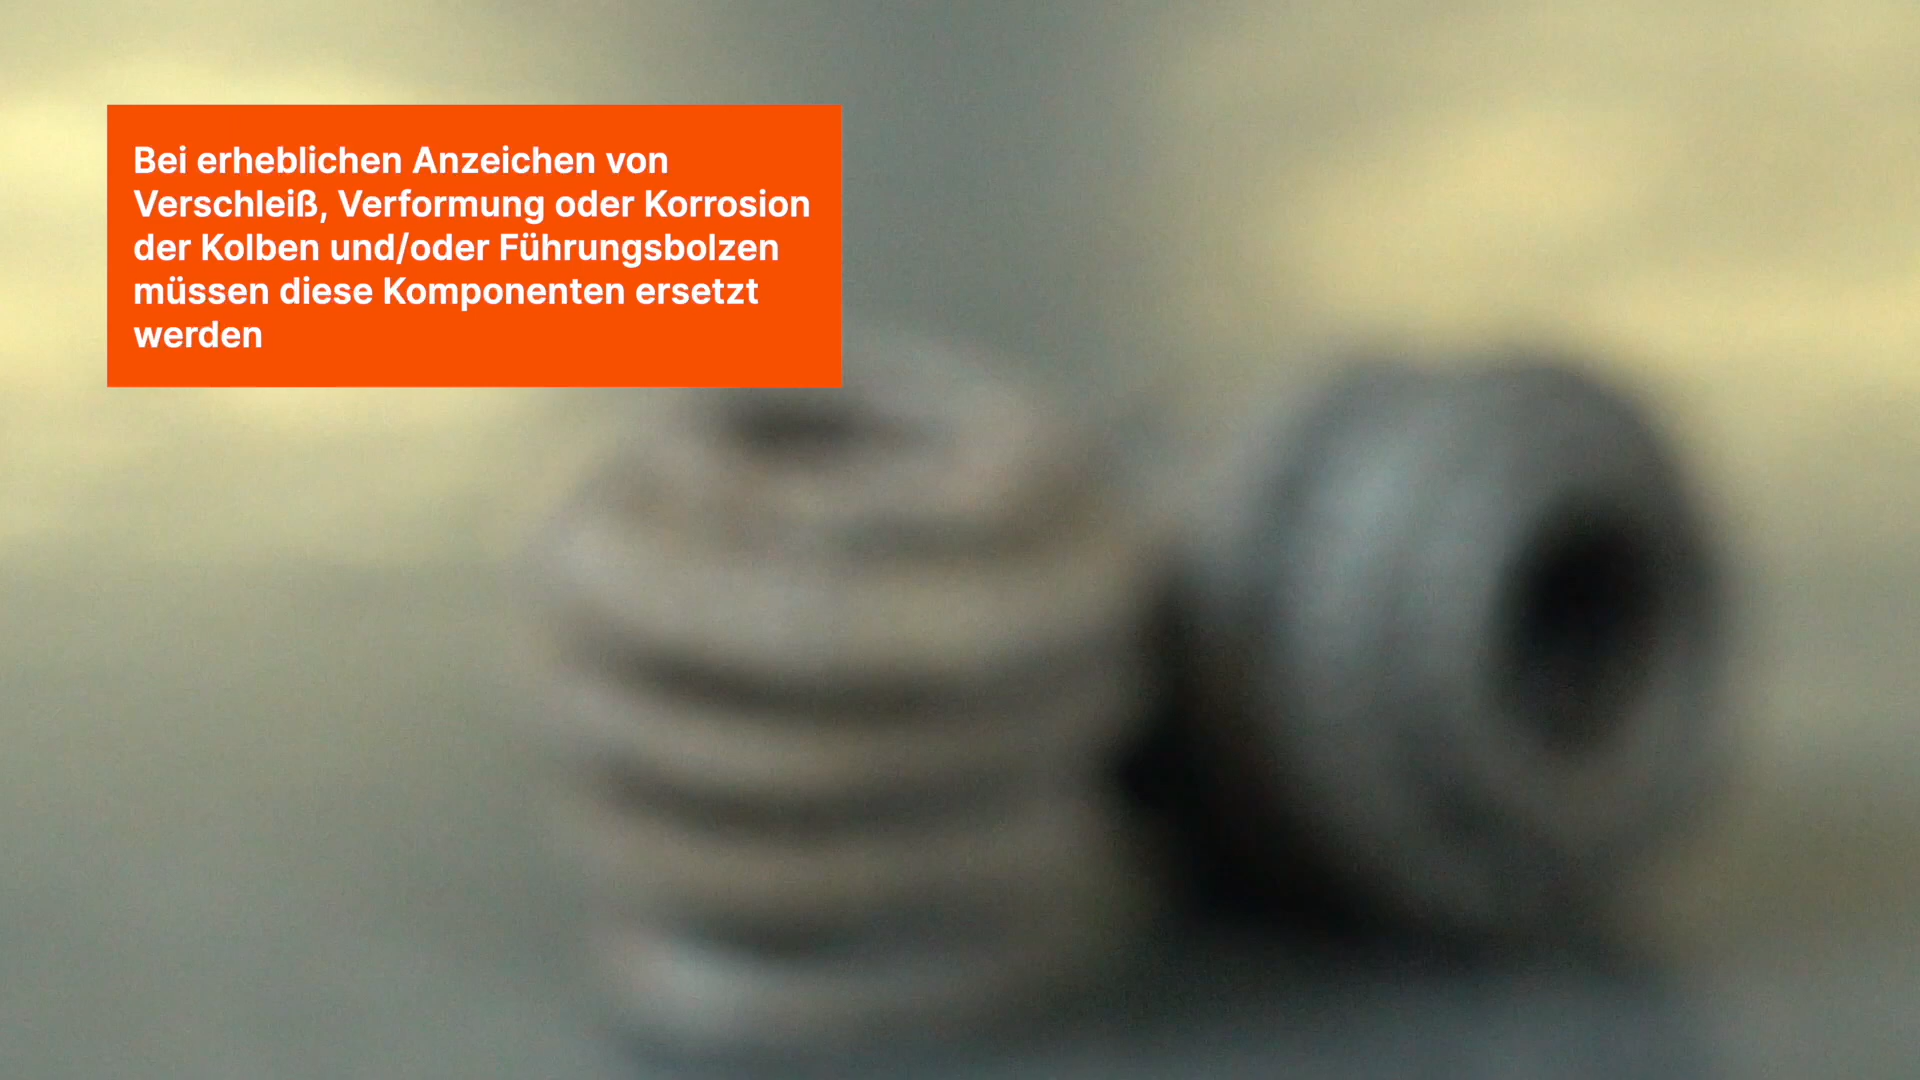 Bei erheblichen Anzeichen von
Verschleiß, Verformung oder Korrosion
der Kolben und/oder Führungsbolzen
müssen diese Komponenten ersetzt
werden